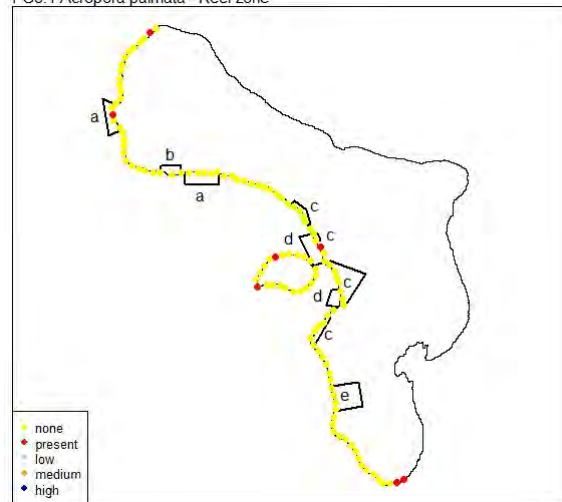 Acropora palmata - Reef zone
a
b
a
c
d
c
c
d
c
e
none
present
low
medium
high